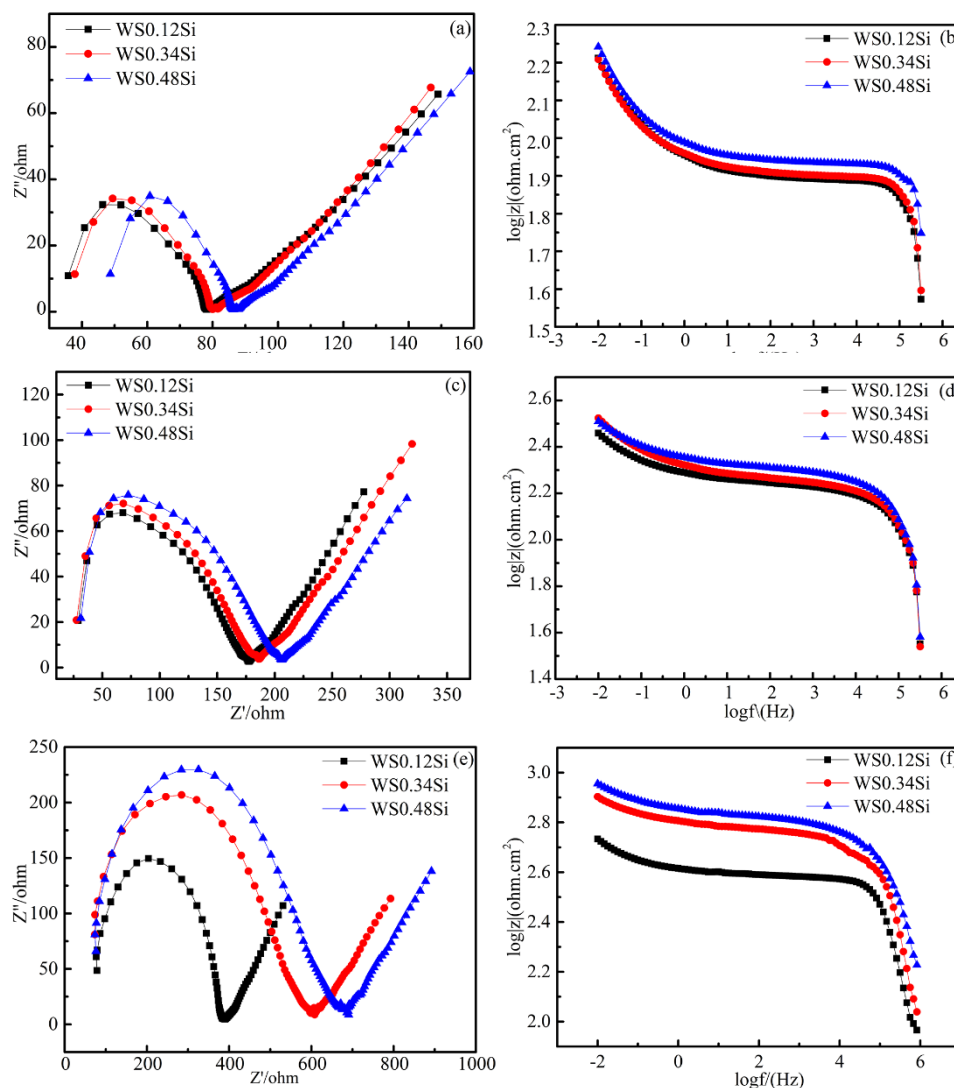 80
WS0.12Si
(a)
WS0.34Si
60
WS0.48Si
Z''/ohm
40
20
0
40 60 80 100 120 140 160
2.3
WS0.12Si
(b)
WS0.34Si
2.2
WS0.48Si
2.1
log|z|(ohm.cm²)
2.0
1.9
1.8
1.7
1.6
1.5
-3 -2 -1 0 1 2 3 4 5 6
120
WS0.12Si
(c)
WS0.34Si
100
WS0.48Si
80
Z''/ohm
60
40
20
0
50 100 150 200 250 300 350
Z'/ohm
2.6
WS0.12Si
(d)
WS0.34Si
2.4
WS0.48Si
2.2
log|z|(ohm.cm²)
2.0
1.8
1.6
1.4
-3 -2 -1 0 1 2 3 4 5 6
logf\(Hz)
250
WS0.12Si
(e)
WS0.34Si
200
WS0.48Si
150
Z''/ohm
100
50
0
0 200 400 600 800 1000
Z'/ohm
WS0.12Si
(f)
3.0
WS0.34Si
WS0.48Si
2.8
log|z|(ohm.cm²)
2.6
2.4
2.2
2.0
-2 0 2 4 6
logf/(Hz)